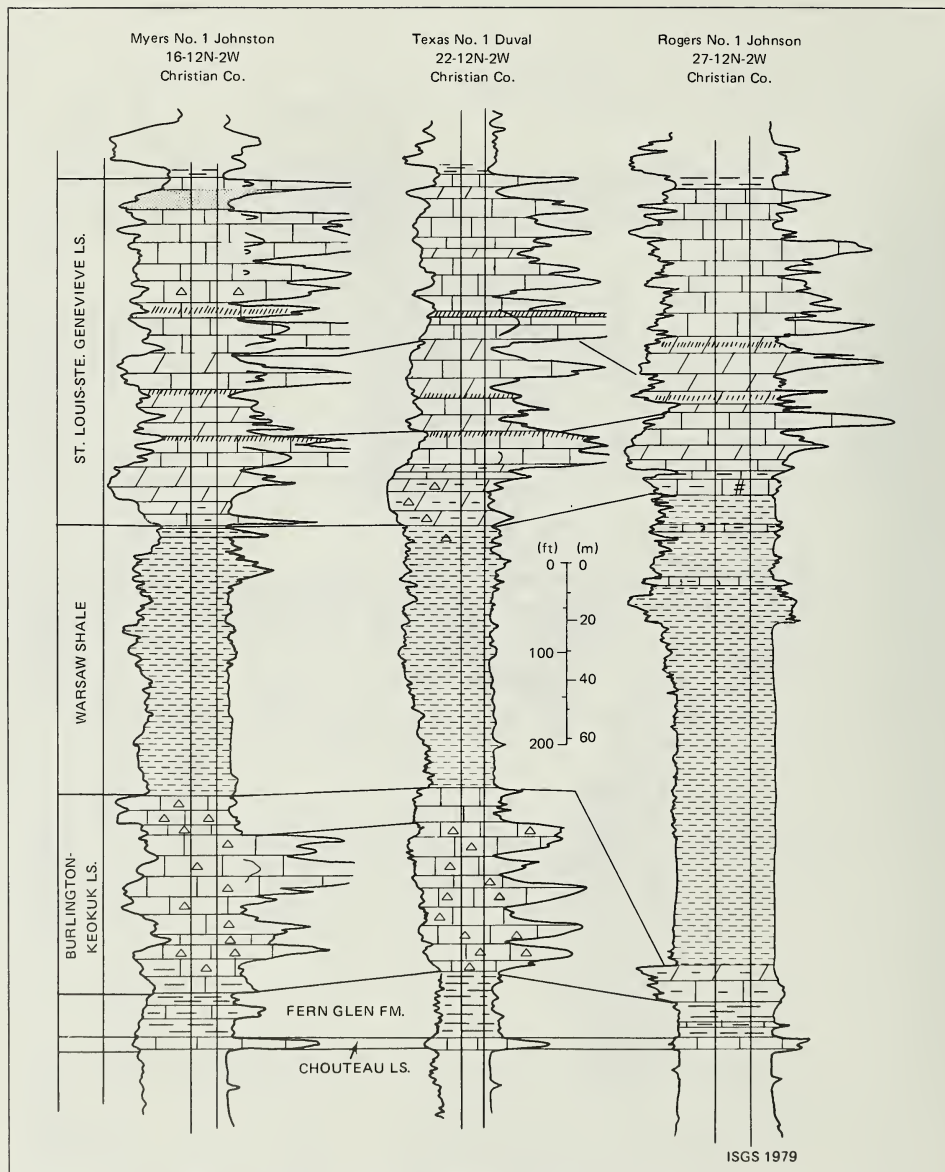 Myers No. 1 Johnston
16-12N-2W
Christian Co.
Texas No. 1 Duval
22-12N-2W
Christian Co.
Rogers No. 1 Johnson
27-12N-2W
Christian Co.
ST. LOUIS-STE. GENEVIEVE LS.
WARSAW SHALE
BURLINGTON-
KEOKUK LS.
(ft) (m)
0 0
20
100
40
200 60
#
FERN GLEN FM.
CHOUTEAU LS.
ISGS 1979